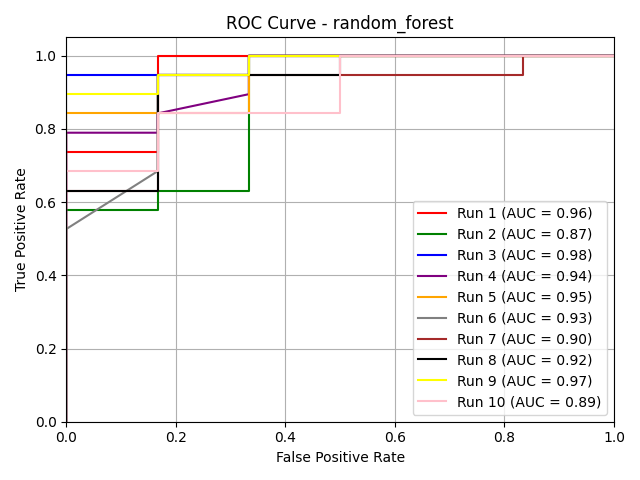 ROC Curve - random_forest
1.0
0.8
0.6
0.4
0.2
0.0
True Positive Rate
0.0 0.2 0.4 0.6 0.8 1.0
False Positive Rate
Run 1 (AUC = 0.96)
Run 2 (AUC = 0.87)
Run 3 (AUC = 0.98)
Run 4 (AUC = 0.94)
Run 5 (AUC = 0.95)
Run 6 (AUC = 0.93)
Run 7 (AUC = 0.90)
Run 8 (AUC = 0.92)
Run 9 (AUC = 0.97)
Run 10 (AUC = 0.89)